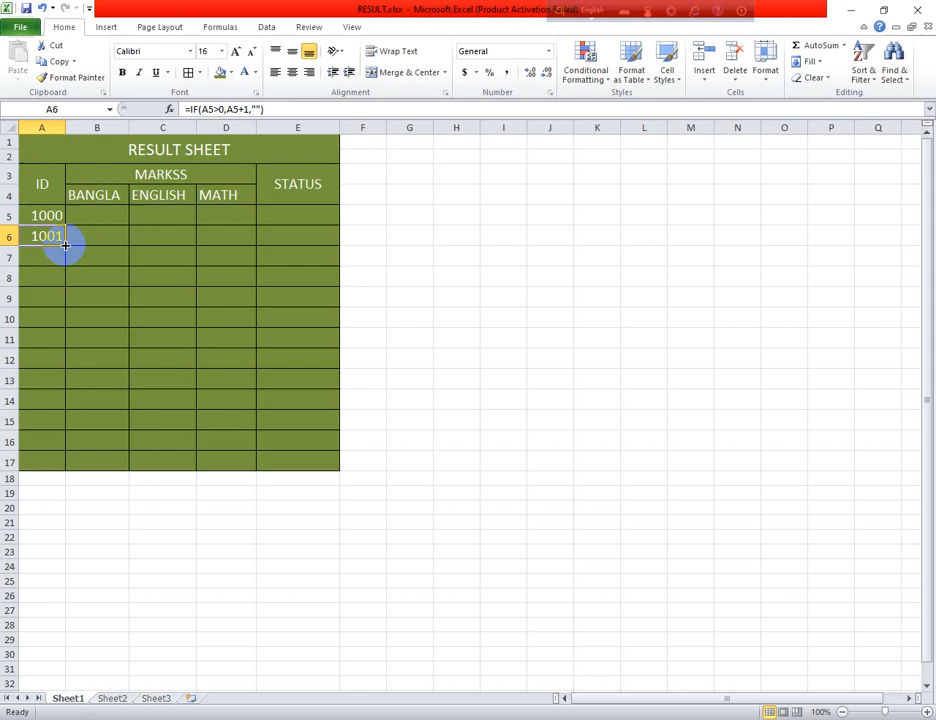 RESULT.xlsx - Microsoft Excel (Product Activation Failed)
English
File Home Insert Page Layout Formulas Data Review View
Cut Calibri 16 Wrap Text General AutoSum
Copy Fill
Paste Format Painter B I U Merge & Center $ % , Conditional Formatting Format as Table Cell Styles Insert Delete Format Clear Sort & Filter Find & Select
Clipboard Font Alignment Number Styles Cells Editing
A6 fx =IF(A5>0,A5+1,"")
A B C D E F G H I J K L M N O P Q
1 RESULT SHEET
2
3 ID MARKSS STATUS
4 BANGLA ENGLISH MATH
5 1000
6 1001
7
8
9
10
11
12
13
14
15
16
17
18
19
20
21
22
23
24
25
26
27
28
29
30
31
32
Sheet1 Sheet2 Sheet3
Ready 100%